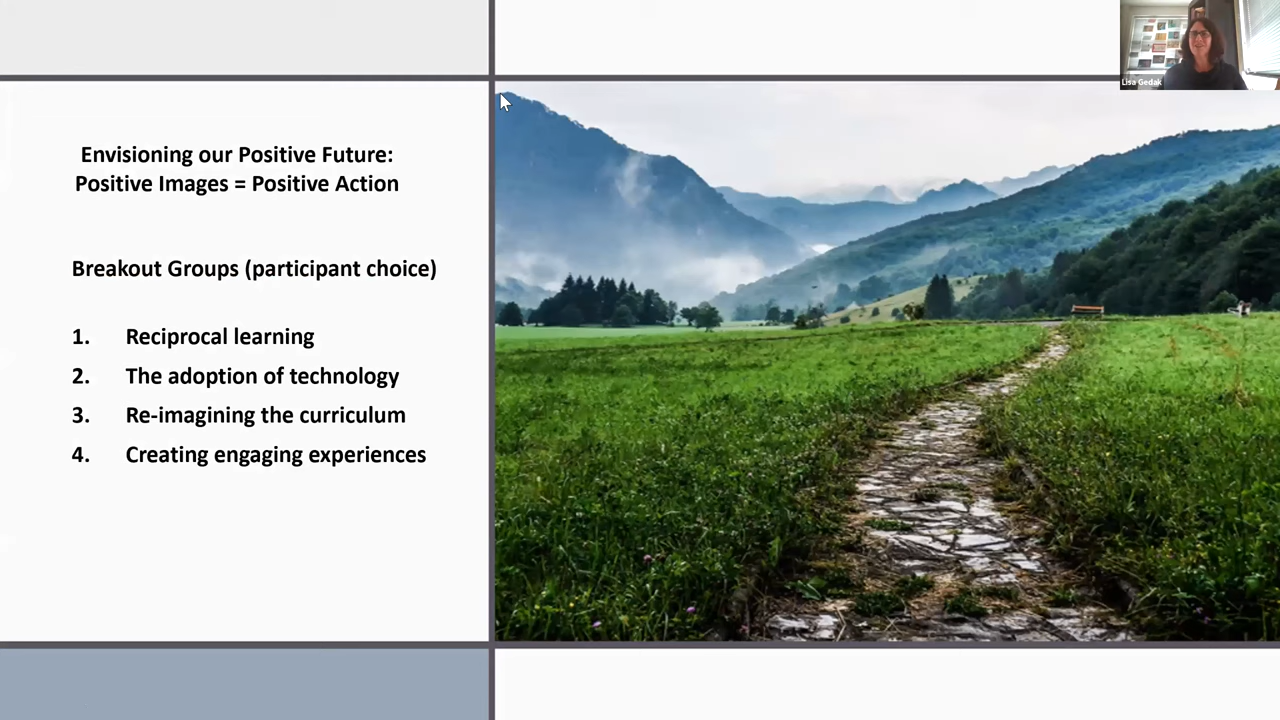 Envisioning our Positive Future:
Positive Images = Positive Action
Breakout Groups (participant choice)
1. Reciprocal learning
2. The adoption of technology
3. Re-imagining the curriculum
4. Creating engaging experiences
Lisa Gedak